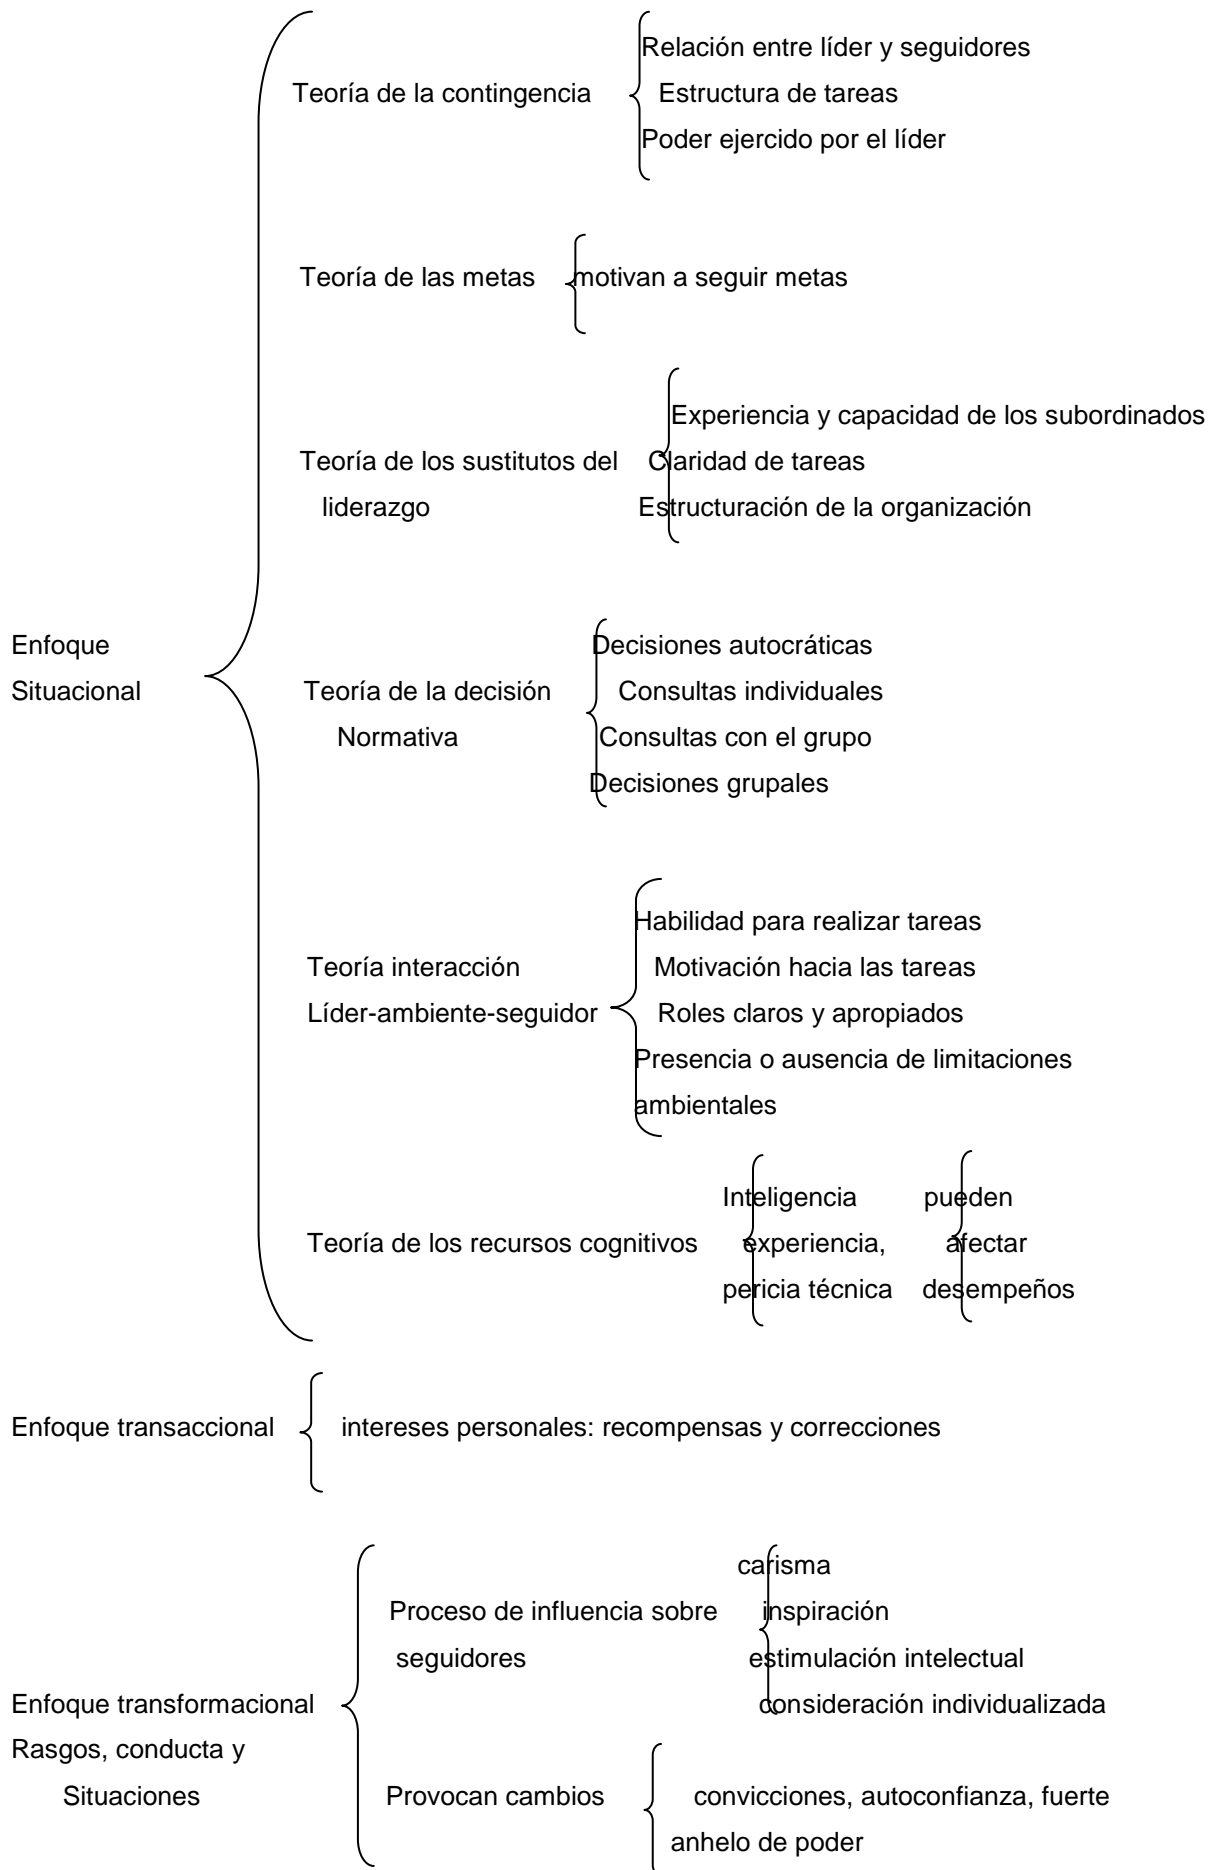 Relación entre líder y seguidores
Teoría de la contingencia Estructura de tareas
Poder ejercido por el líder
Teoría de las metas motivan a seguir metas
Experiencia y capacidad de los subordinados
Teoría de los sustitutos del Claridad de tareas
liderazgo Estructuración de la organización
Enfoque Decisiones autocráticas
Situacional Teoría de la decisión Consultas individuales
Normativa Consultas con el grupo
Decisiones grupales
Habilidad para realizar tareas
Teoría interacción Motivación hacia las tareas
Líder-ambiente-seguidor Roles claros y apropiados
Presencia o ausencia de limitaciones
ambientales
Inteligencia pueden
Teoría de los recursos cognitivos experiencia, afectar
pericia técnica desempeños
Enfoque transaccional intereses personales: recompensas y correcciones
carisma
Proceso de influencia sobre inspiración
seguidores estimulación intelectual
Enfoque transformacional consideración individualizada
Rasgos, conducta y
Situaciones Provocan cambios convicciones, autoconfianza, fuerte
anhelo de poder